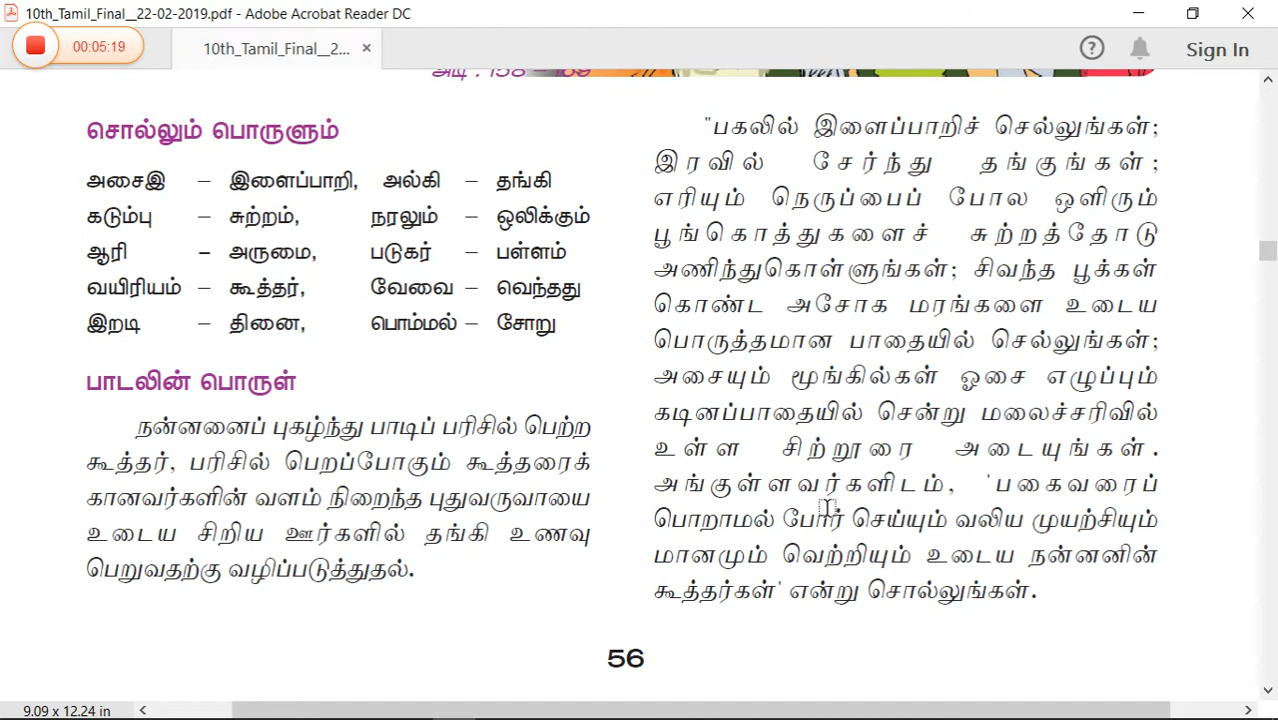 10th_Tamil_Final__22-02-2019.pdf - Adobe Acrobat Reader DC
00:05:19
10th_Tamil_Final__2...
Sign In
அடி : 158 – 169
சொல்லும் பொருளும்
அசைஇ – இளைப்பாறி, அல்கி – தங்கி
கடும்பு – சுற்றம், நரலும் – ஒலிக்கும்
ஆரி – அருமை, படுகர் – பள்ளம்
வயிரியம் – கூத்தர், வேவை – வெந்தது
இறடி – தினை, பொம்மல் – சோறு
பாடலின் பொருள்
நன்னனைப் புகழ்ந்து பாடிப் பரிசில் பெற்ற
கூத்தர், பரிசில் பெறப்போகும் கூத்தரைக்
கானவர்களின் வளம் நிறைந்த புதுவருவாயை
உடைய சிறிய ஊர்களில் தங்கி உணவு
பெறுவதற்கு வழிப்படுத்துதல்.
"பகலில் இளைப்பாறிச் செல்லுங்கள்;
இரவில் சேர்ந்து தங்குங்கள்;
எரியும் நெருப்பைப் போல ஒளிரும்
பூங்கொத்துகளைச் சுற்றத்தோடு
அணிந்துகொள்ளுங்கள்; சிவந்த பூக்கள்
கொண்ட அசோக மரங்களை உடைய
பொருத்தமான பாதையில் செல்லுங்கள்;
அசையும் மூங்கில்கள் ஓசை எழுப்பும்
கடினப்பாதையில் சென்று மலைச்சரிவில்
உள்ள சிற்றூரை அடையுங்கள்.
அங்குள்ளவர்களிடம், 'பகைவரைப்
பொறாமல் போர் செய்யும் வலிய முயற்சியும்
மானமும் வெற்றியும் உடைய நன்னனின்
கூத்தர்கள்' என்று சொல்லுங்கள்.
56
9.09 x 12.24 in